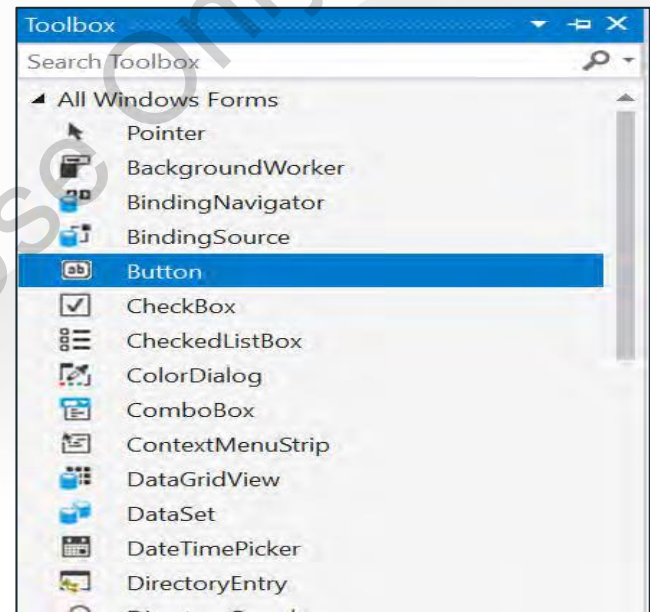 Toolbox
Search Toolbox
All Windows Forms
Pointer
BackgroundWorker
BindingNavigator
BindingSource
Button
CheckBox
CheckedListBox
ColorDialog
ComboBox
ContextMenuStrip
DataGridView
DataSet
DateTimePicker
DirectoryEntry